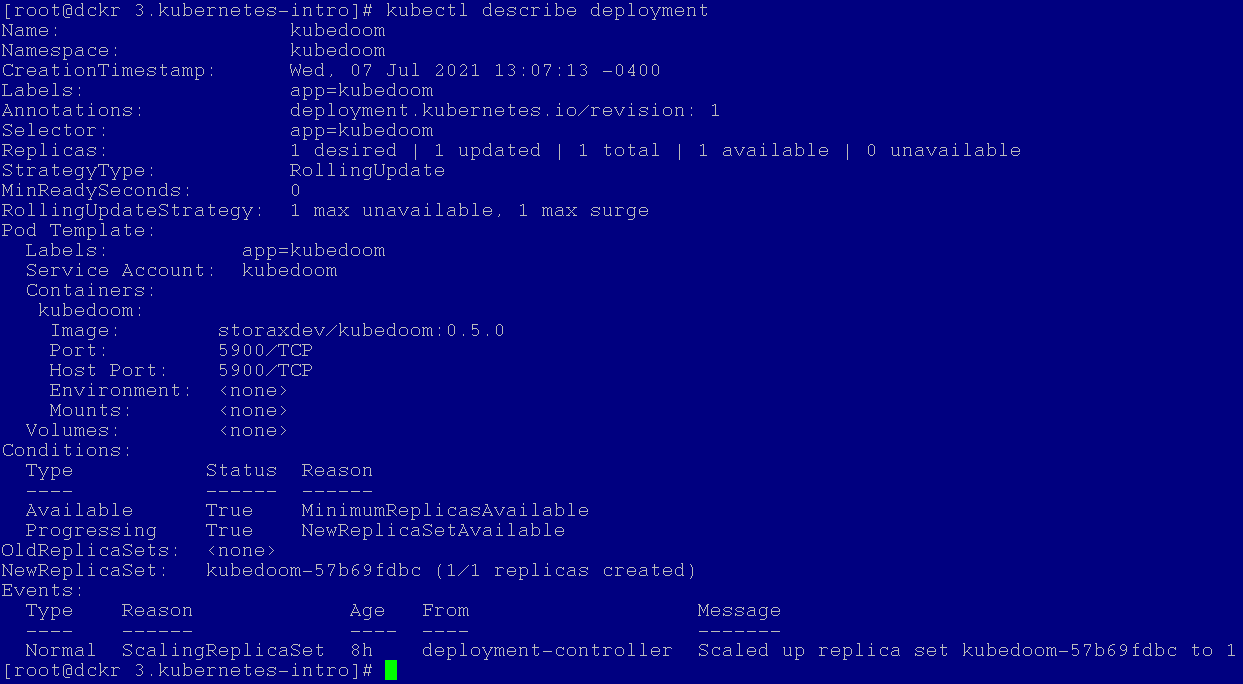 [root@dckr 3.kubernetes-intro]# kubectl describe deployment
Name:                   kubedoom
Namespace:              kubedoom
CreationTimestamp:      Wed, 07 Jul 2021 13:07:13 -0400
Labels:                 app=kubedoom
Annotations:            deployment.kubernetes.io/revision: 1
Selector:               app=kubedoom
Replicas:               1 desired | 1 updated | 1 total | 1 available | 0 unavailable
StrategyType:           RollingUpdate
MinReadySeconds:        0
RollingUpdateStrategy:  1 max unavailable, 1 max surge
Pod Template:
  Labels:           app=kubedoom
  Service Account:  kubedoom
  Containers:
   kubedoom:
    Image:        storaxdev/kubedoom:0.5.0
    Port:         5900/TCP
    Host Port:    5900/TCP
    Environment:  <none>
    Mounts:       <none>
  Volumes:        <none>
Conditions:
  Type           Status  Reason
  ----           ------  ------
  Available      True    MinimumReplicasAvailable
  Progressing    True    NewReplicaSetAvailable
OldReplicaSets:  <none>
NewReplicaSet:   kubedoom-57b69fdbc (1/1 replicas created)
Events:
  Type    Reason             Age   From                   Message
  ----    ------             ----  ----                   -------
  Normal  ScalingReplicaSet  8h    deployment-controller  Scaled up replica set kubedoom-57b69fdbc to 1
[root@dckr 3.kubernetes-intro]#